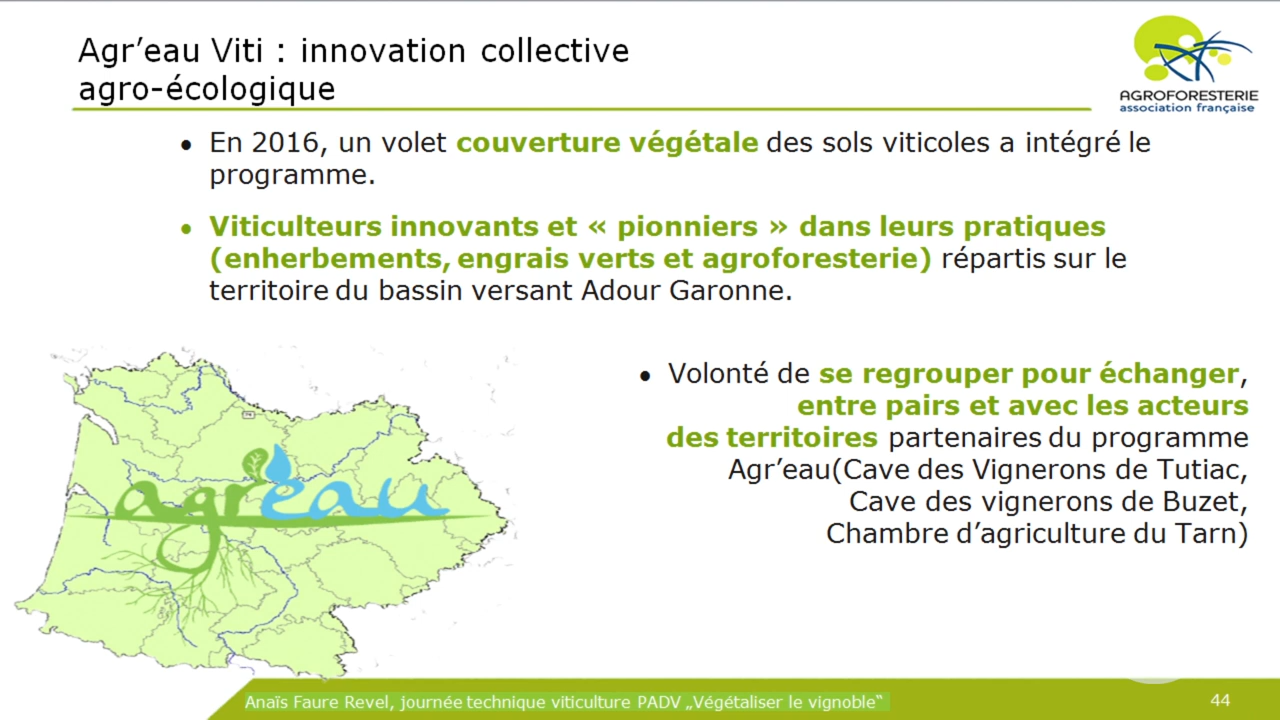 Agr’eau Viti : innovation collective
agro-écologique
AGROFORESTERIE
association française
• En 2016, un volet couverture végétale des sols viticoles a intégré le
programme.
• Viticulteurs innovants et « pionniers » dans leurs pratiques
(enherbements, engrais verts et agroforesterie) répartis sur le
territoire du bassin versant Adour Garonne.
• Volonté de se regrouper pour échanger,
entre pairs et avec les acteurs
des territoires partenaires du programme
Agr’eau(Cave des Vignerons de Tutiac,
Cave des vignerons de Buzet,
Chambre d’agriculture du Tarn)
agr'eau
Anaïs Faure Revel, journée technique viticulture PADV „Végétaliser le vignoble“
44